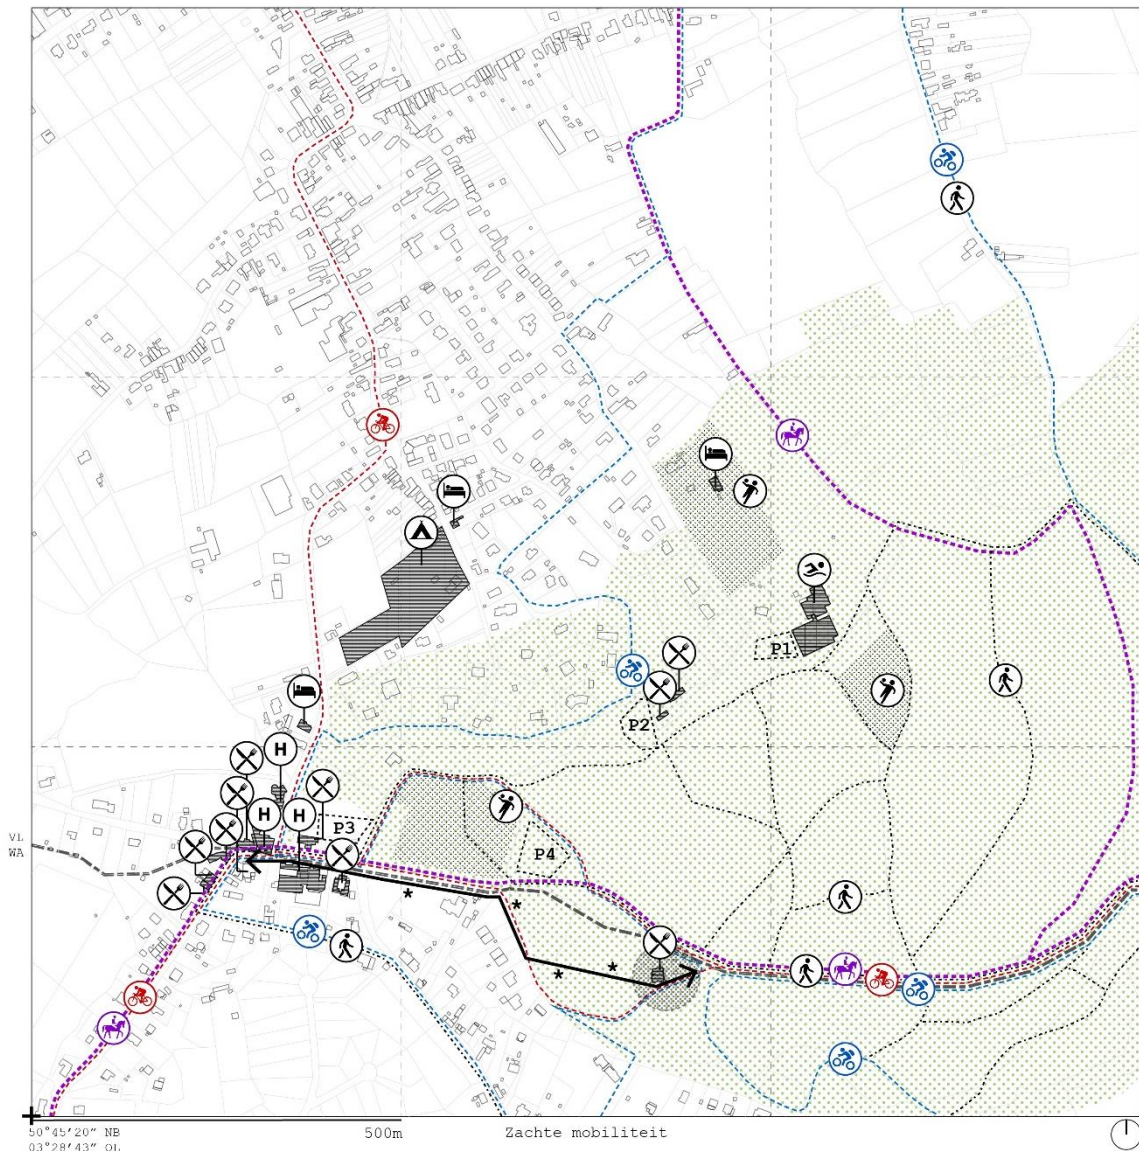 P1
P2
H
H
H
P3
VL
WA
P4
*
*
*
*
50°45'20" NB
03°28'43" OL
500m
Zachte mobiliteit